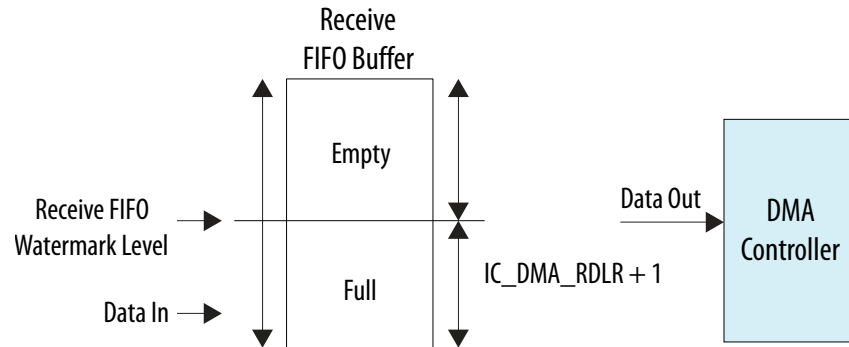 Receive
FIFO Buffer
Empty
Receive FIFO
Watermark Level
Data Out
DMA
Controller
IC_DMA_RDLR + 1
Full
Data In